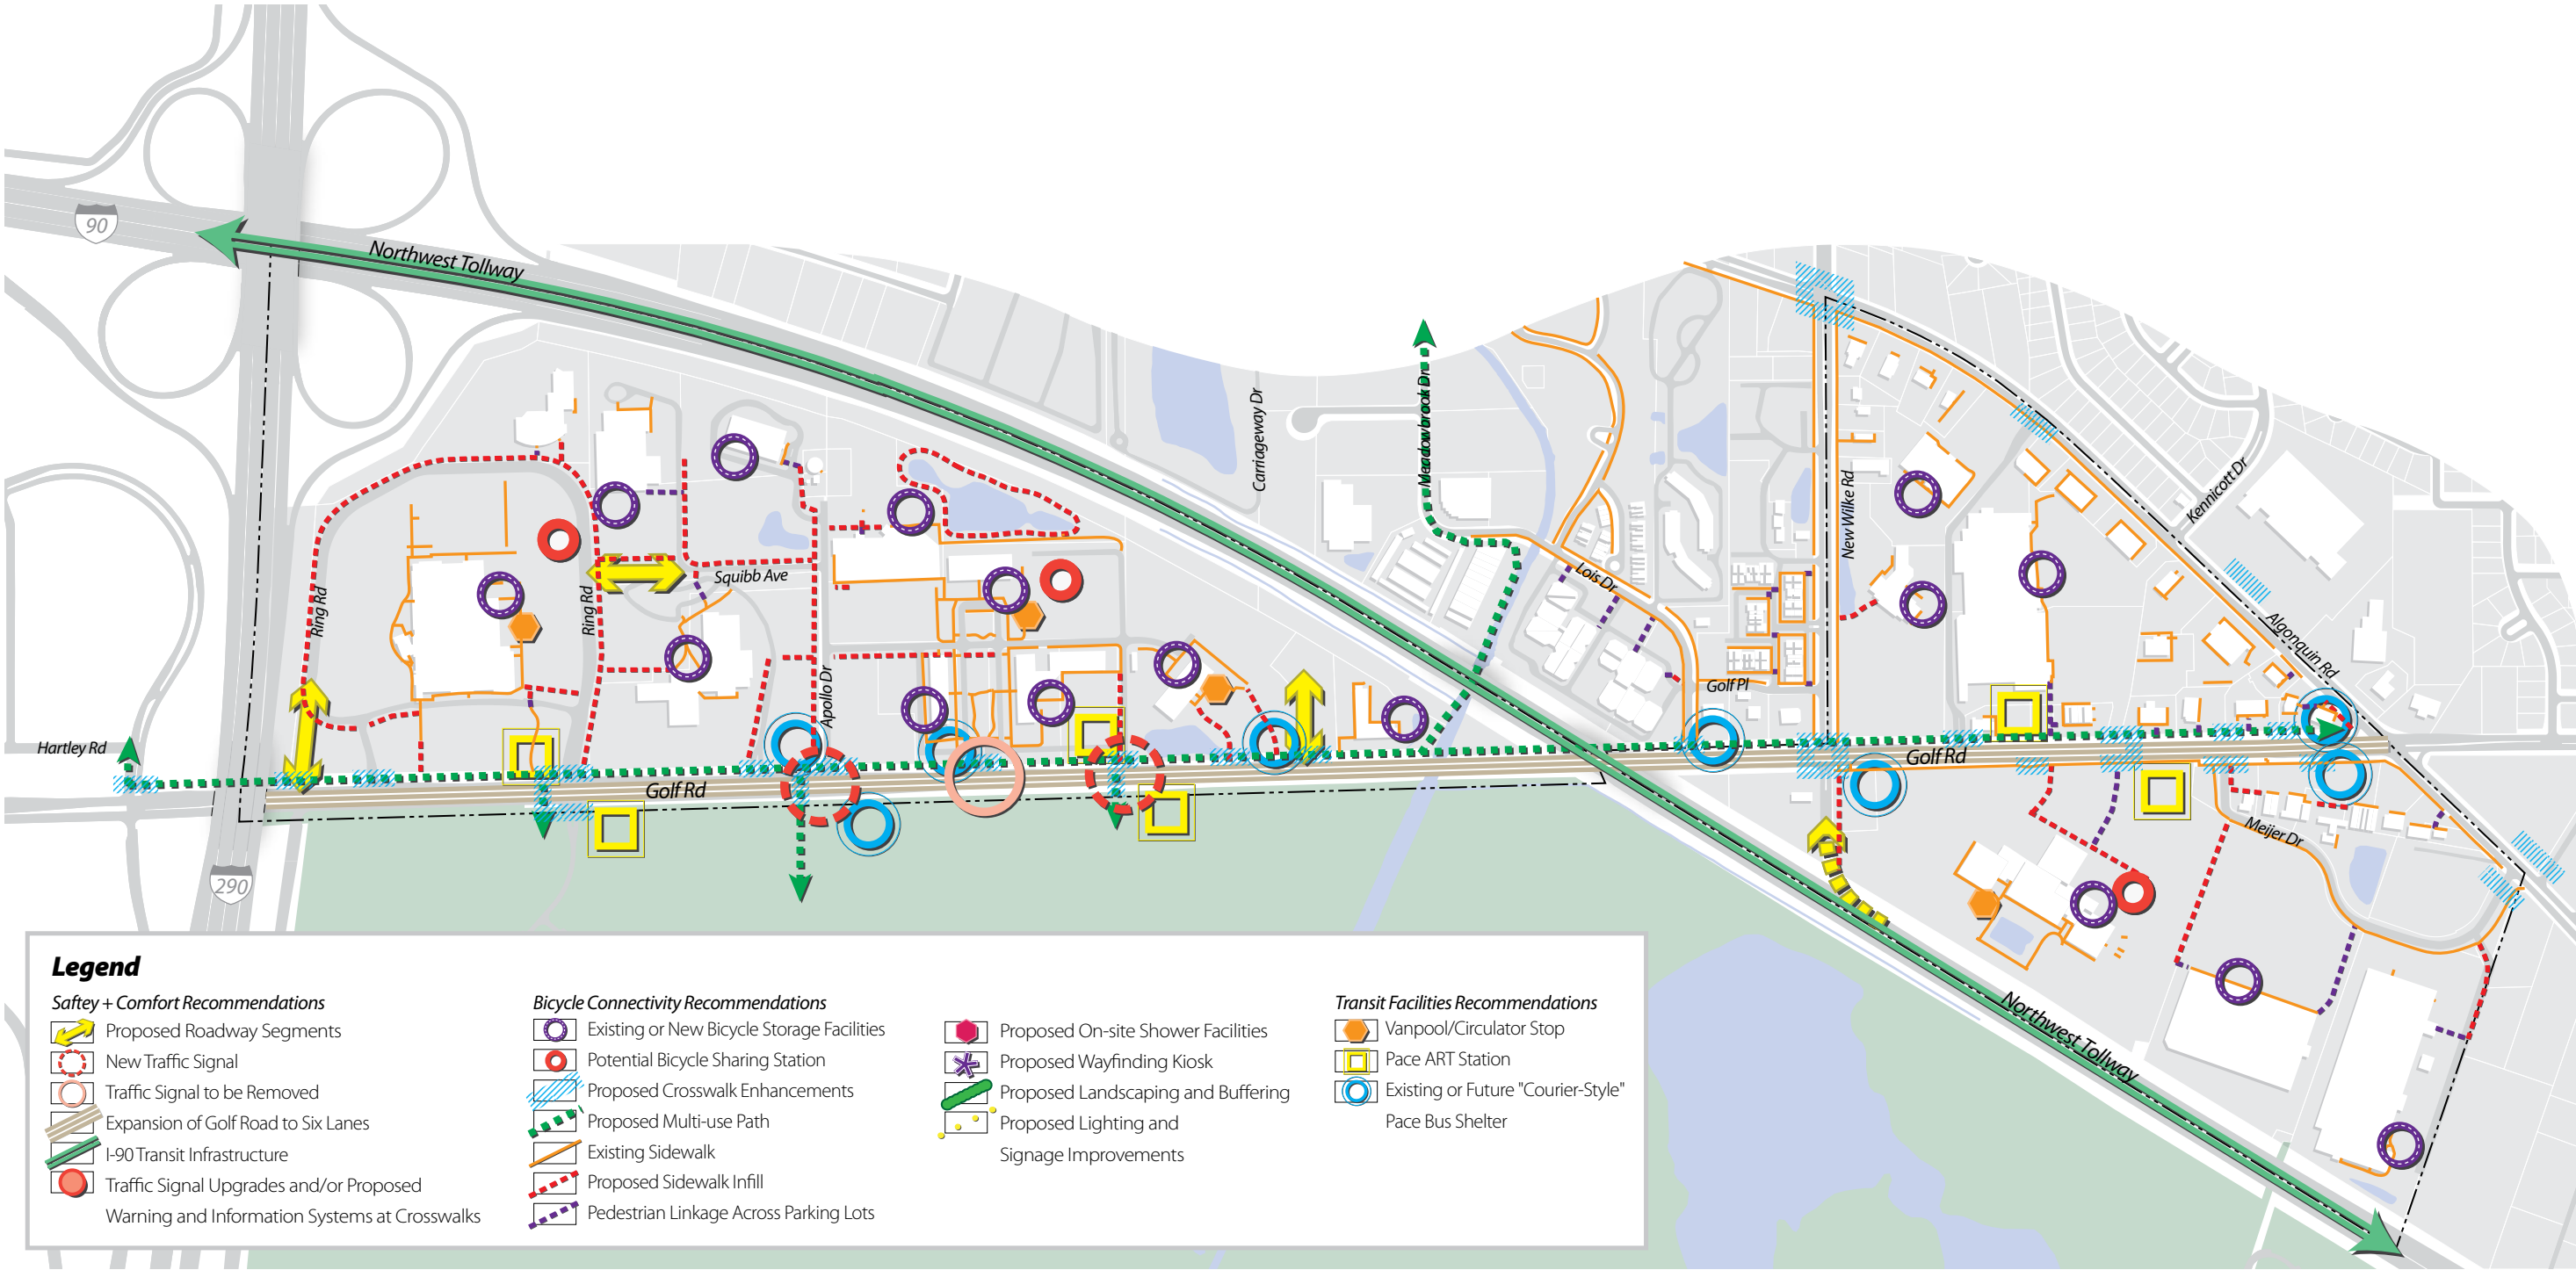 90
Northwest Tollway
Carriageway Dr
Meadowbrook Dr
New Wilke Rd
Kennicott Dr
Squibb Ave
Lois Dr
Ring Rd
Ring Rd
Algonquin Rd
Apollo Dr
Golf Pl
Hartley Rd
Golf Rd
Golf Rd
Meijer Dr
290
Northwest Tollway
Legend
Saftey + Comfort Recommendations
Proposed Roadway Segments
New Traffic Signal
Traffic Signal to be Removed
Expansion of Golf Road to Six Lanes
I-90 Transit Infrastructure
Traffic Signal Upgrades and/or Proposed
Warning and Information Systems at Crosswalks
Bicycle Connectivity Recommendations
Existing or New Bicycle Storage Facilities
Potential Bicycle Sharing Station
Proposed Crosswalk Enhancements
Proposed Multi-use Path
Existing Sidewalk
Proposed Sidewalk Infill
Pedestrian Linkage Across Parking Lots
Proposed On-site Shower Facilities
Proposed Wayfinding Kiosk
Proposed Landscaping and Buffering
Proposed Lighting and
Signage Improvements
Transit Facilities Recommendations
Vanpool/Circulator Stop
Pace ART Station
Existing or Future "Courier-Style"
Pace Bus Shelter